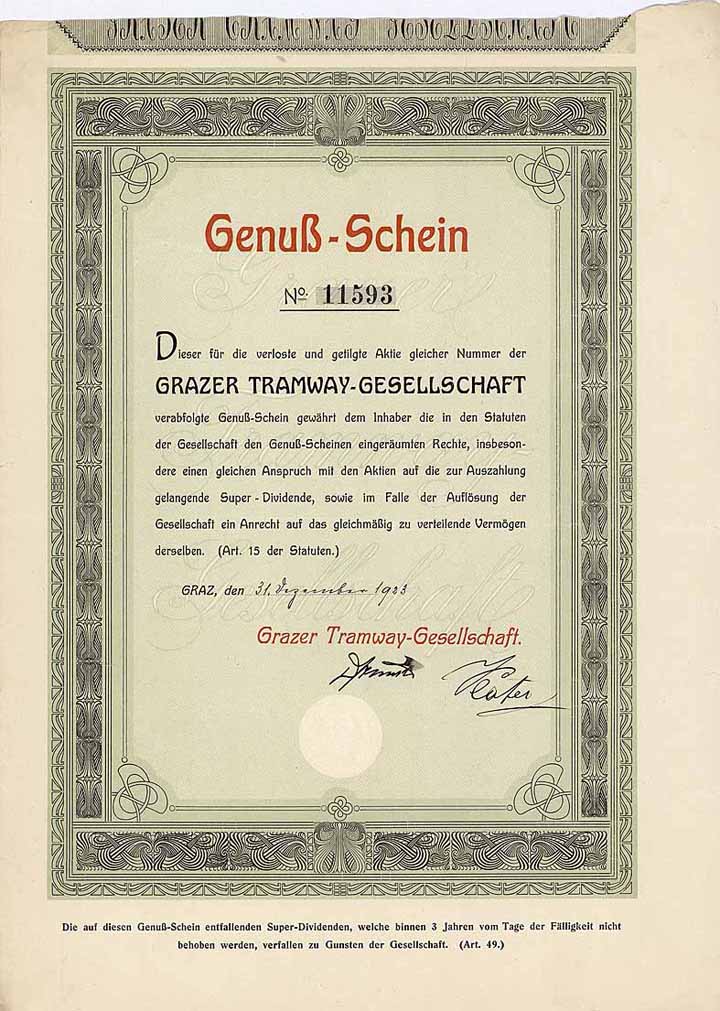 Genuß-Schein
No. 11593
Dieser für die verloste und getilgte Aktie gleicher Nummer der
GRAZER TRAMWAY-GESELLSCHAFT
verabfolgte Genuß-Schein gewährt dem Inhaber die in den Statuten
der Gesellschaft den Genuß-Scheinen eingeräumten Rechte, insbeson-
dere einen gleichen Anspruch mit den Aktien auf die zur Auszahlung
gelangende Super-Dividende, sowie im Falle der Auflösung der
Gesellschaft ein Anrecht auf das gleichmäßig zu verteilende Vermögen
derselben. (Art. 15 der Statuten.)
GRAZ, den 31. Dezember 1923
Grazer Tramway-Gesellschaft.
Die auf diesen Genuß-Schein entfallenden Super-Dividenden, welche binnen 3 Jahren vom Tage der Fälligkeit nicht
behoben werden, verfallen zu Gunsten der Gesellschaft. (Art. 49.)